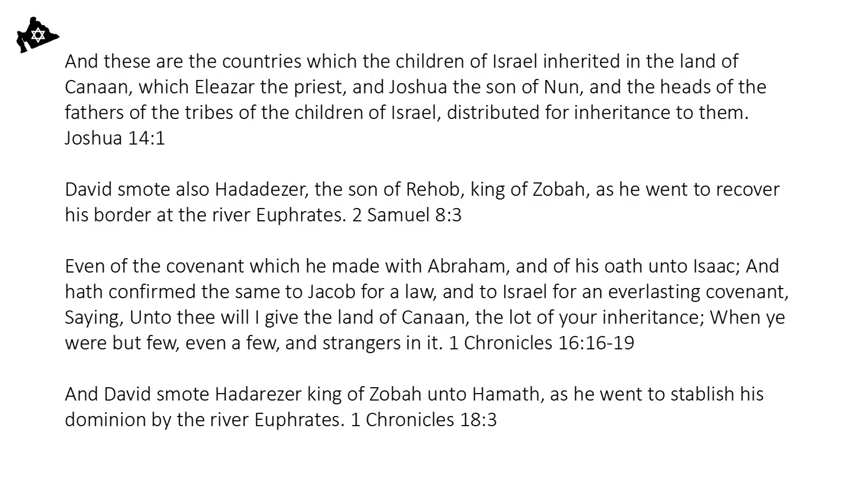 And these are the countries which the children of Israel inherited in the land of
Canaan, which Eleazar the priest, and Joshua the son of Nun, and the heads of the
fathers of the tribes of the children of Israel, distributed for inheritance to them.
Joshua 14:1
David smote also Hadadezer, the son of Rehob, king of Zobah, as he went to recover
his border at the river Euphrates. 2 Samuel 8:3
Even of the covenant which he made with Abraham, and of his oath unto Isaac; And
hath confirmed the same to Jacob for a law, and to Israel for an everlasting covenant,
Saying, Unto thee will I give the land of Canaan, the lot of your inheritance; When ye
were but few, even a few, and strangers in it. 1 Chronicles 16:16-19
And David smote Hadarezer king of Zobah unto Hamath, as he went to stablish his
dominion by the river Euphrates. 1 Chronicles 18:3